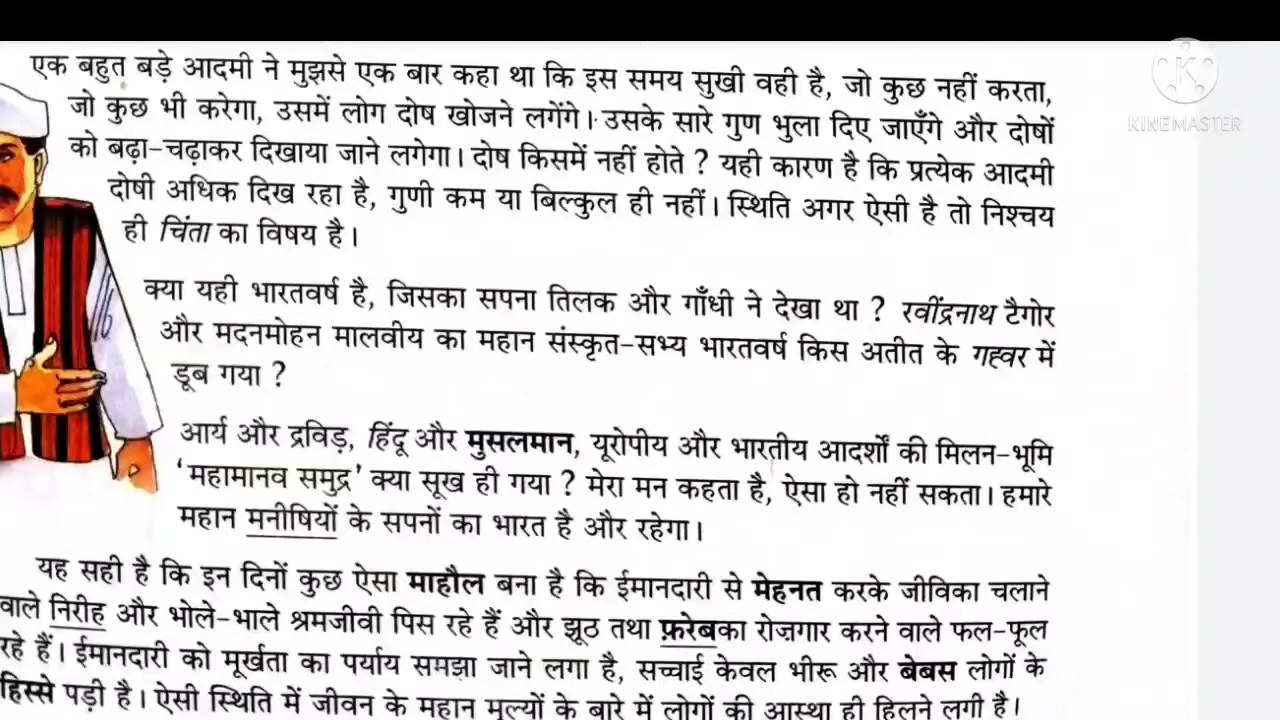 एक बहुत बड़े आदमी ने मुझसे एक बार कहा था कि इस समय सुखी वही है, जो कुछ नहीं करता,
जो कुछ भी करेगा, उसमें लोग दोष खोजने लगेंगे। उसके सारे गुण भुला दिए जाएँगे और दोषों
को बढ़ा-चढ़ाकर दिखाया जाने लगेगा। दोष किसमें नहीं होते ? यही कारण है कि प्रत्येक आदमी
दोषी अधिक दिख रहा है, गुणी कम या बिल्कुल ही नहीं। स्थिति अगर ऐसी है तो निश्चय
ही चिंता का विषय है।
क्या यही भारतवर्ष है, जिसका सपना तिलक और गाँधी ने देखा था ? रवींद्रनाथ टैगोर
और मदनमोहन मालवीय का महान संस्कृत-सभ्य भारतवर्ष किस अतीत के गह्वर में
डूब गया ?
आर्य और द्रविड़, हिंदू और मुसलमान, यूरोपीय और भारतीय आदर्शों की मिलन-भूमि
'महामानव समुद्र' क्या सूख ही गया ? मेरा मन कहता है, ऐसा हो नहीं सकता। हमारे
महान मनीषियों के सपनों का भारत है और रहेगा।
यह सही है कि इन दिनों कुछ ऐसा माहौल बना है कि ईमानदारी से मेहनत करके जीविका चलाने
वाले निरीह और भोले-भाले श्रमजीवी पिस रहे हैं और झूठ तथा फ़रेबका रोज़गार करने वाले फल-फूल
रहे हैं। ईमानदारी को मूर्खता का पर्याय समझा जाने लगा है, सच्चाई केवल भीरू और बेबस लोगों के
हिस्से पड़ी है। ऐसी स्थिति में जीवन के महान मूल्यों के बारे में लोगों की आस्था ही हिलने लगी है।
K
KINEMASTER